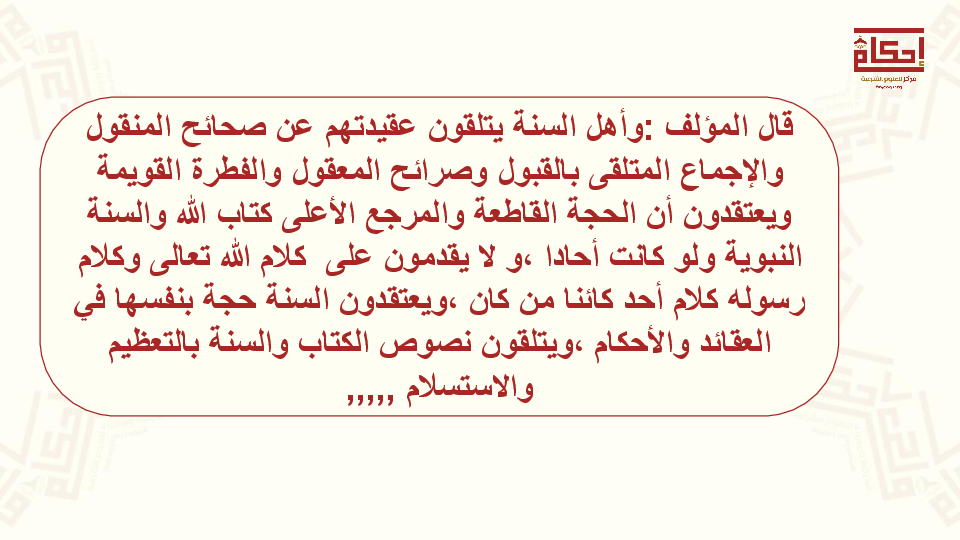 إحكام
مركز للعلوم الشرعية
قال المؤلف :وأهل السنة يتلقون عقيدتهم عن صحائح المنقول
والإجماع المتلقى بالقبول وصرائح المعقول والفطرة القويمة
ويعتقدون أن الحجة القاطعة والمرجع الأعلى كتاب الله والسنة
النبوية ولو كانت أحادا ،و لا يقدمون على كلام الله تعالى وكلام
رسوله كلام أحد كائنا من كان ،ويعتقدون السنة حجة بنفسها في
العقائد والأحكام ،ويتلقون نصوص الكتاب والسنة بالتعظيم
والاستسلام ,,,,,